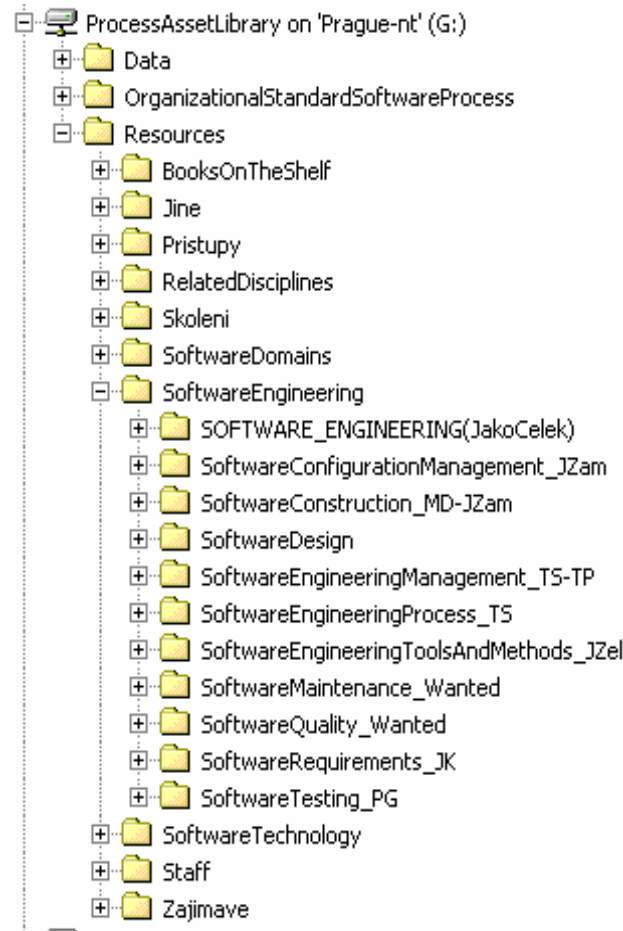 ProcessAssetLibrary on 'Prague-nt' (G:)
Data
OrganizationalStandardSoftwareProcess
Resources
BooksOnTheShelf
Jine
Pristupy
RelatedDisciplines
Skoleni
SoftwareDomains
SoftwareEngineering
SOFTWARE_ENGINEERING(JakoCelek)
SoftwareConfigurationManagement_JZam
SoftwareConstruction_MD-JZam
SoftwareDesign
SoftwareEngineeringManagement_TS-TP
SoftwareEngineeringProcess_TS
SoftwareEngineeringToolsAndMethods_JZel
SoftwareMaintenance_Wanted
SoftwareQuality_Wanted
SoftwareRequirements_JK
SoftwareTesting_PG
SoftwareTechnology
Staff
Zajimave